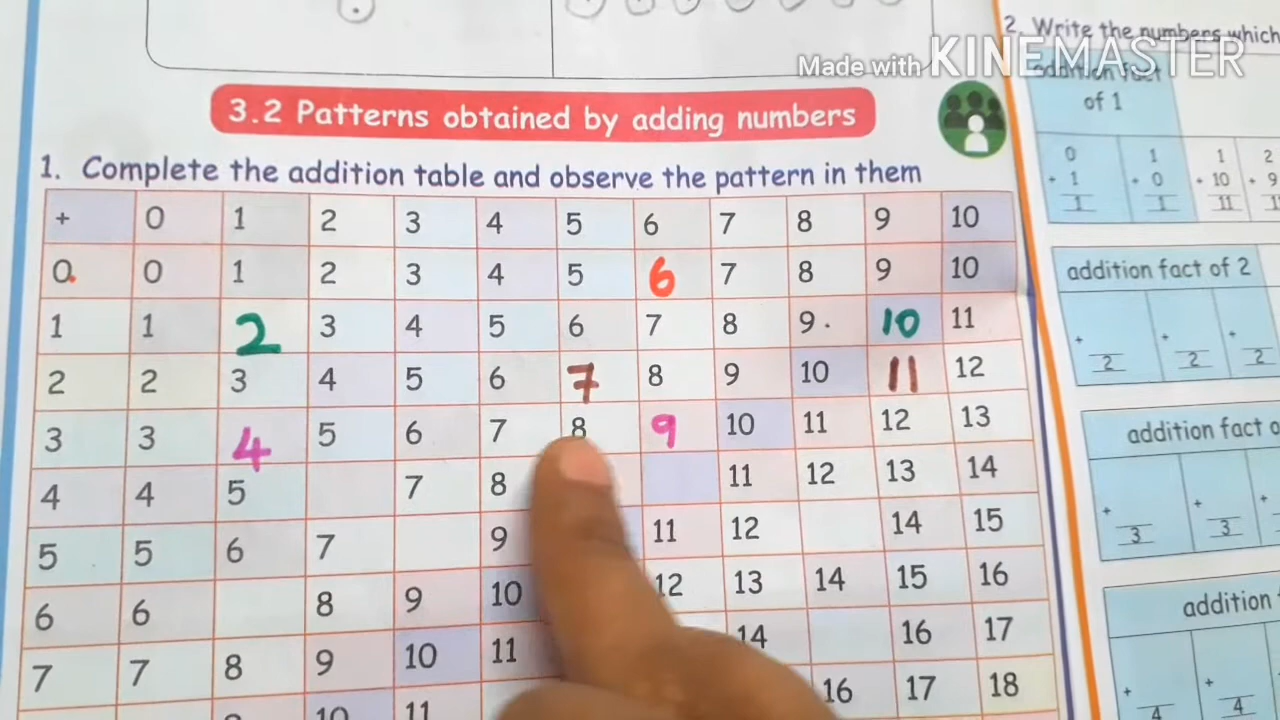 2. Write the numbers which
Made with KINEMASTER
addition fact
of 1
3.2 Patterns obtained by adding numbers
1. Complete the addition table and observe the pattern in them
+ 0 1 2 3 4 5 6 7 8 9 10
0 0 1 2 3 4 5 6 7 8 9 10
1 1 2 3 4 5 6 7 8 9 10 11
2 2 3 4 5 6 7 8 9 10 11 12
3 3 4 5 6 7 8 9 10 11 12 13
4 4 5 7 8 11 12 13 14
5 5 6 7 9 11 12 14 15
6 6 8 9 10 12 13 14 15 16
7 7 8 9 10 11 14 16 17
10 11 16 17 18
0 1 1 2
+ 1 + 0 + 10 + 9
1 1 11
addition fact of 2
+ + +
2 2 2
addition fact
+ + +
3 3
addition
+ +
4 4